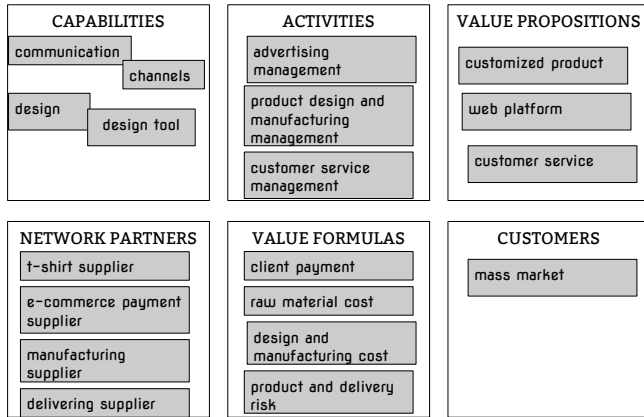 CAPABILITIES
communication
channels
design
design tool
ACTIVITIES
advertising
management
product design and
manufacturing
management
customer service
management
VALUE PROPOSITIONS
customized product
web platform
customer service
NETWORK PARTNERS
t-shirt supplier
e-commerce payment
supplier
manufacturing
supplier
delivering supplier
VALUE FORMULAS
client payment
raw material cost
design and
manufacturing cost
product and delivery
risk
CUSTOMERS
mass market